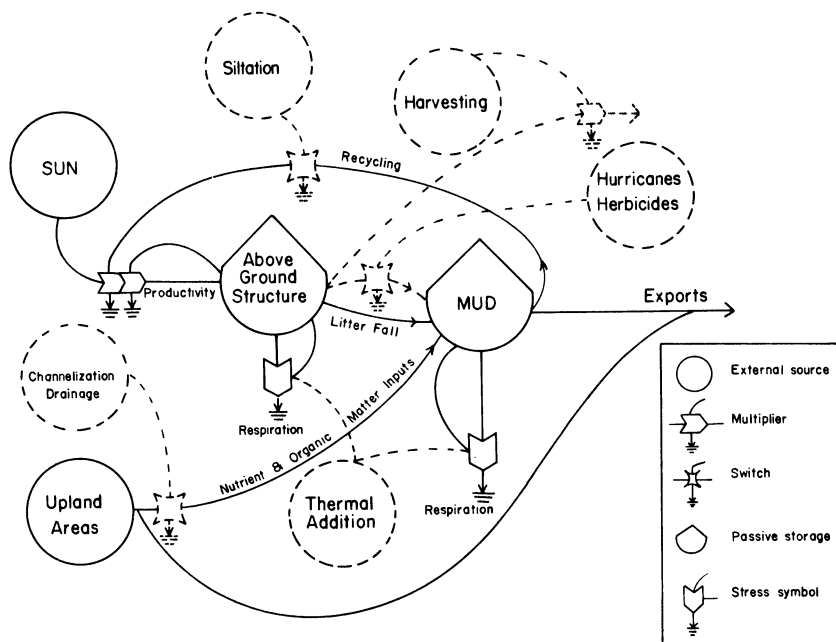 Siltation
Harvesting
SUN
Recycling
Hurricanes
Herbicides
Above
Ground
Structure
MUD
Productivity
Litter Fall
Exports
Channelization
Drainage
Respiration
Nutrient & Organic Matter Inputs
Upland
Areas
Thermal
Addition
Respiration
External source
Multiplier
Switch
Passive storage
Stress symbol